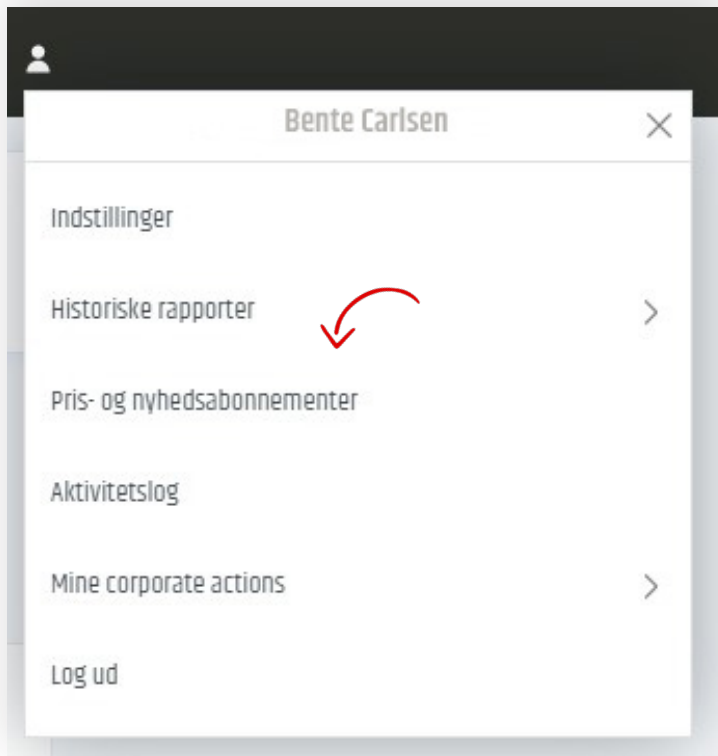 Bente Carlsen
Indstillinger
Historiske rapporter
Pris- og nyhedsabonnementer
Aktivitetslog
Mine corporate actions
Log ud